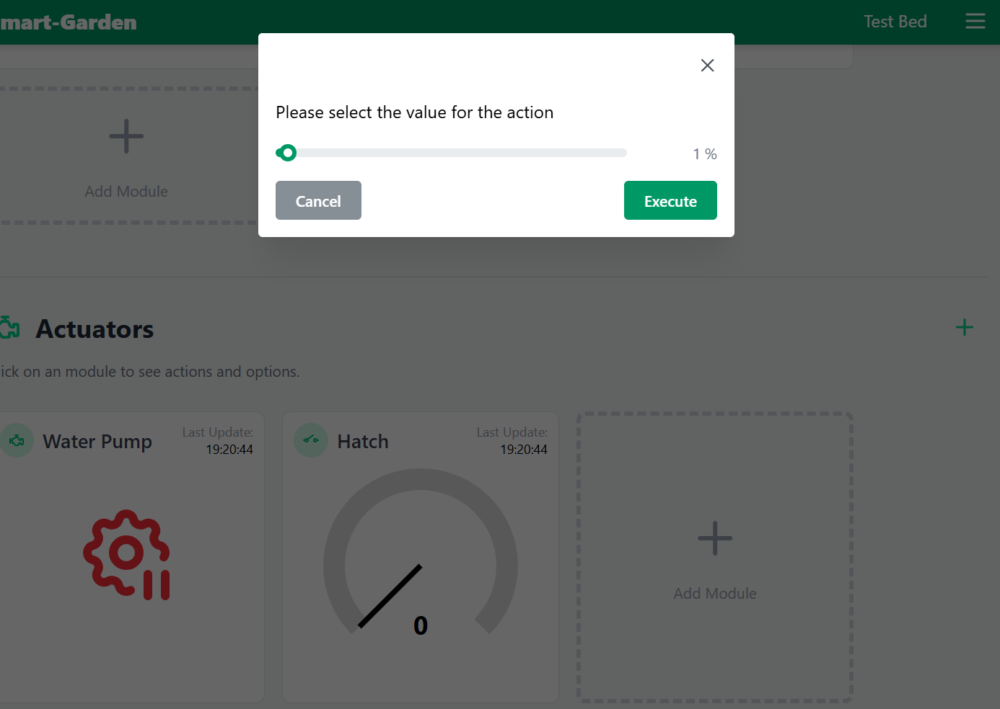 mart-Garden
Test Bed
Please select the value for the action
1 %
Cancel
Execute
Add Module
Actuators
ick on an module to see actions and options.
Water Pump
Last Update:
19:20:44
Hatch
Last Update:
19:20:44
0
Add Module